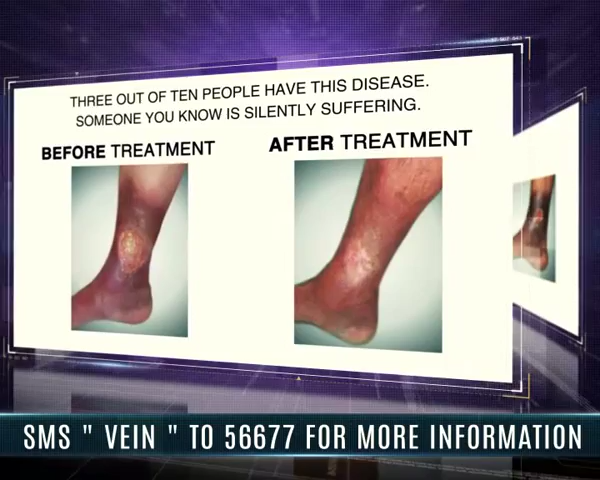 THREE OUT OF TEN PEOPLE HAVE THIS DISEASE.
SOMEONE YOU KNOW IS SILENTLY SUFFERING.
BEFORE TREATMENT
AFTER TREATMENT
SMS " VEIN " TO 56677 FOR MORE INFORMATION